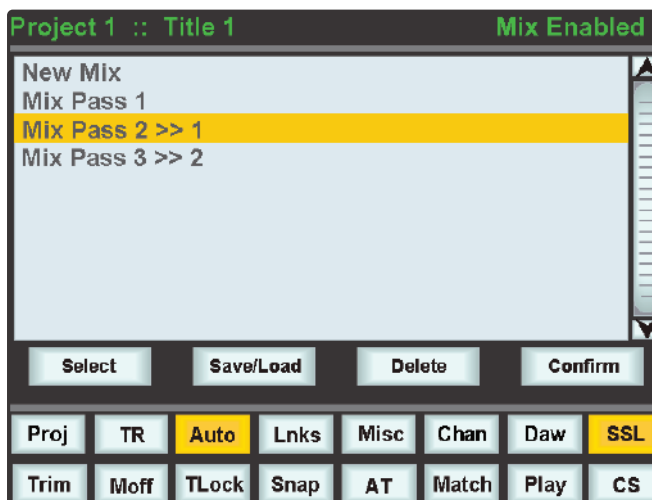 Project 1 :: Title 1 Mix Enabled
New Mix
Mix Pass 1
Mix Pass 2 >> 1
Mix Pass 3 >> 2
Select Save/Load Delete Confirm
Proj TR Auto Lnks Misc Chan Daw SSL
Trim Moff TLock Snap AT Match Play CS